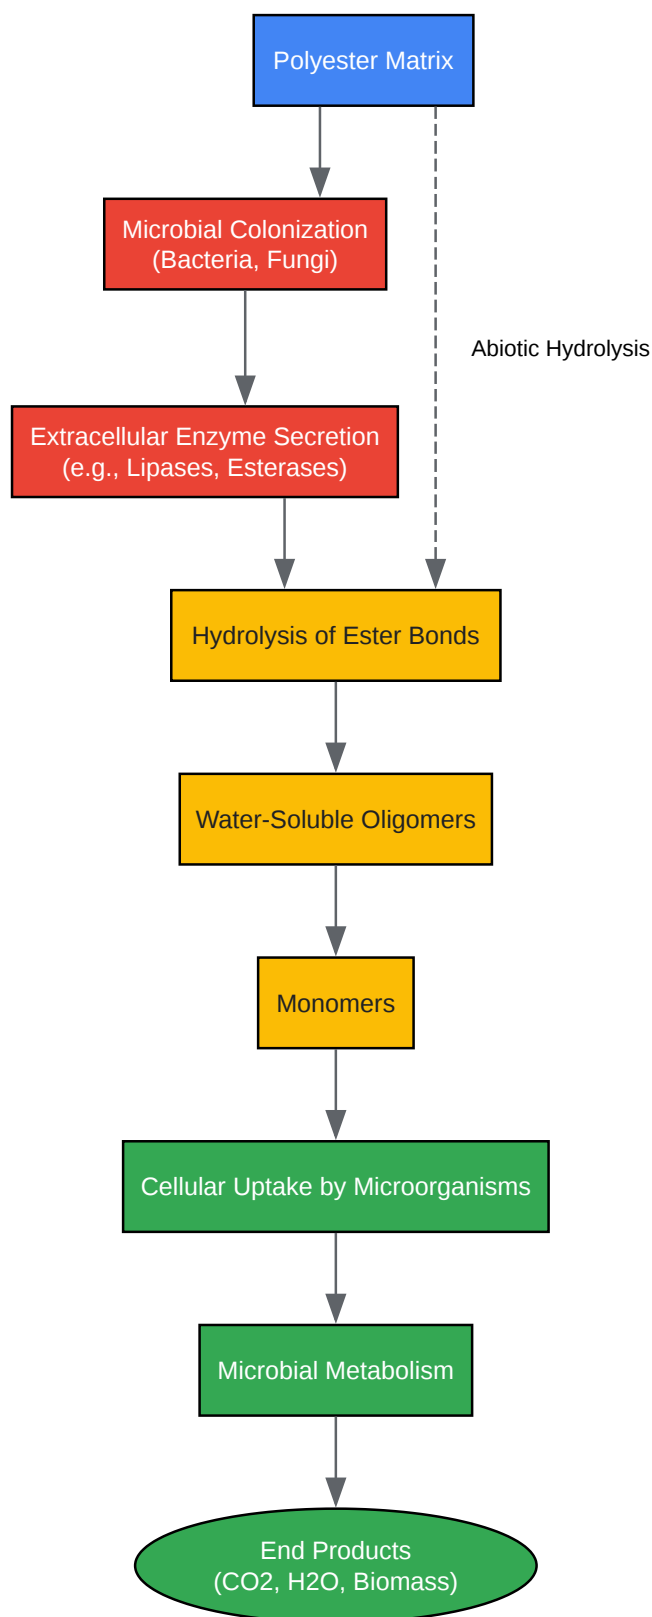 Polyester Matrix
Microbial Colonization
(Bacteria, Fungi)
Abiotic Hydrolysis
Extracellular Enzyme Secretion
(e.g., Lipases, Esterases)
Hydrolysis of Ester Bonds
Water-Soluble Oligomers
Monomers
Cellular Uptake by Microorganisms
Microbial Metabolism
End Products
(CO2, H2O, Biomass)